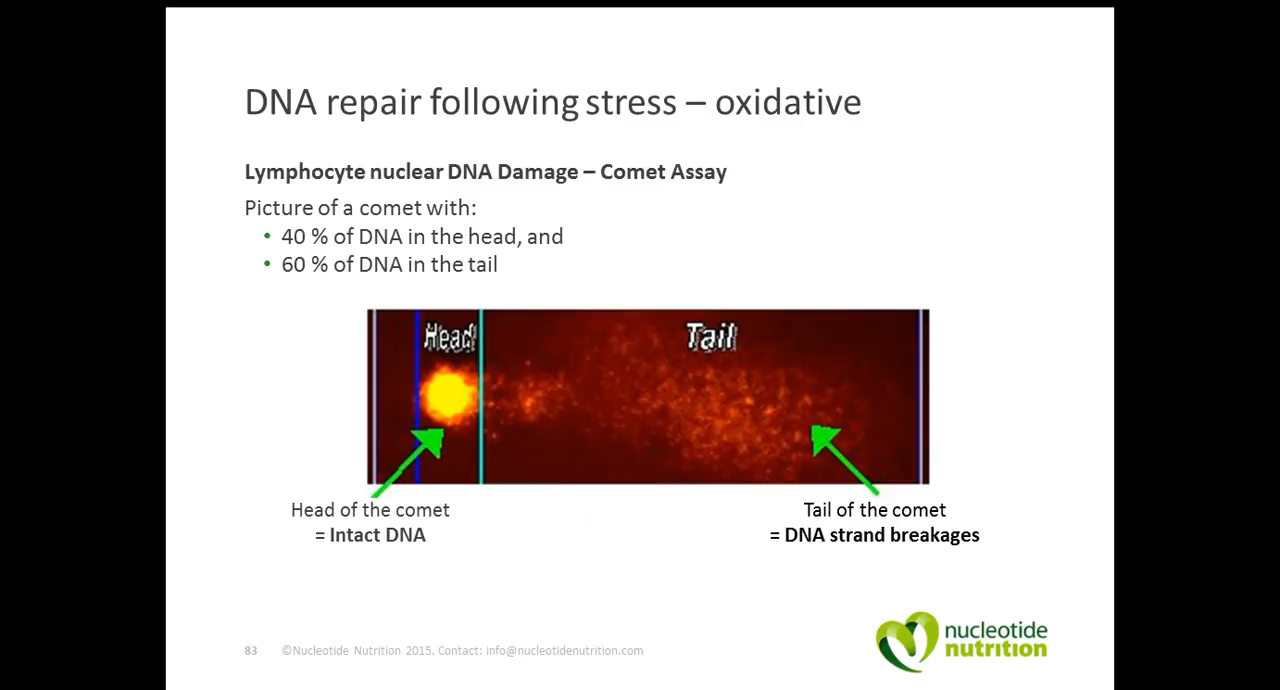 DNA repair following stress – oxidative
Lymphocyte nuclear DNA Damage – Comet Assay
Picture of a comet with:
• 40 % of DNA in the head, and
• 60 % of DNA in the tail
Head
Tail
Head of the comet
= Intact DNA
Tail of the comet
= DNA strand breakages
83 ©Nucleotide Nutrition 2015. Contact: info@nucleotidenutrition.com
nucleotide
nutrition